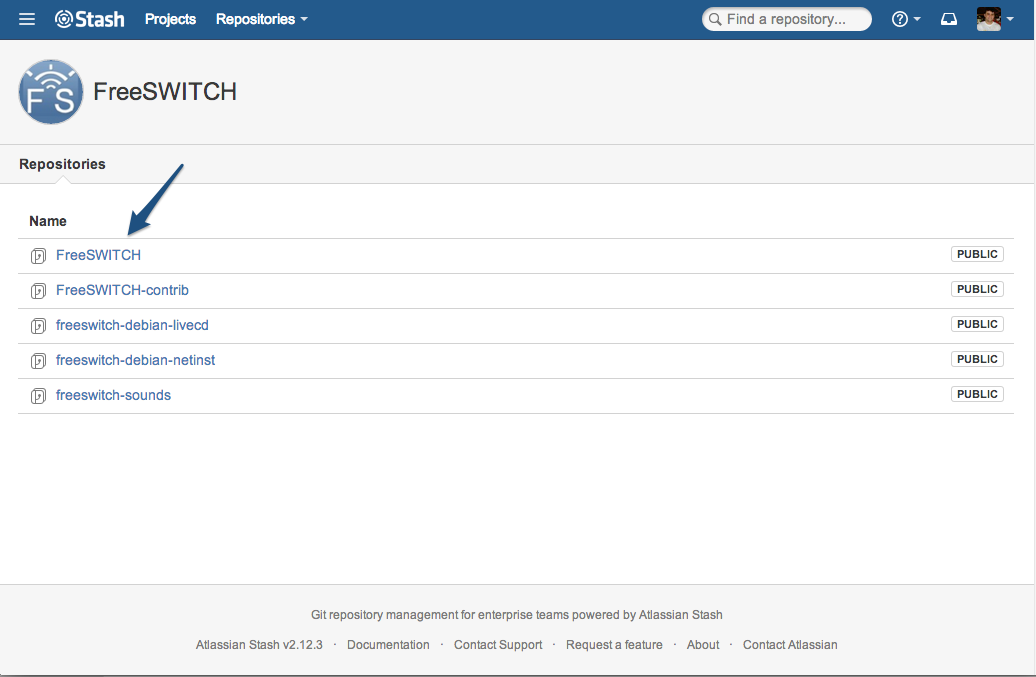 Stash Projects Repositories Find a repository... ?
FS FreeSWITCH
Repositories
Name
FreeSWITCH PUBLIC
FreeSWITCH-contrib PUBLIC
freeswitch-debian-livecd PUBLIC
freeswitch-debian-netinst PUBLIC
freeswitch-sounds PUBLIC
Git repository management for enterprise teams powered by Atlassian Stash
Atlassian Stash v2.12.3 · Documentation · Contact Support · Request a feature · About · Contact Atlassian